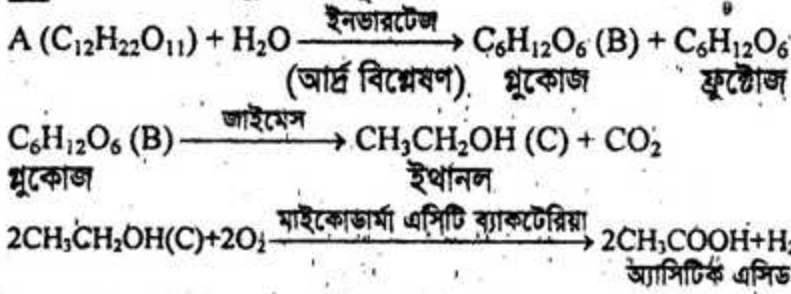 ইনভারটেজ
A (C₁₂H₂₂O₁₁) + H₂O ⟶ C₆H₁₂O₆ (B) + C₆H₁₂O₆
(আর্দ্র বিশ্লেষণ) গ্লুকোজ ফ্রুক্টোজ
জাইমেস
C₆H₁₂O₆ (B) ⟶ CH₃CH₂OH (C) + CO₂
গ্লুকোজ ইথানল
মাইকোডার্মা এসিটি ব্যাকটেরিয়া
2CH₃CH₂OH(C)+2O₂ ⟶ 2CH₃COOH+H₂
অ্যাসিটিক এসিড